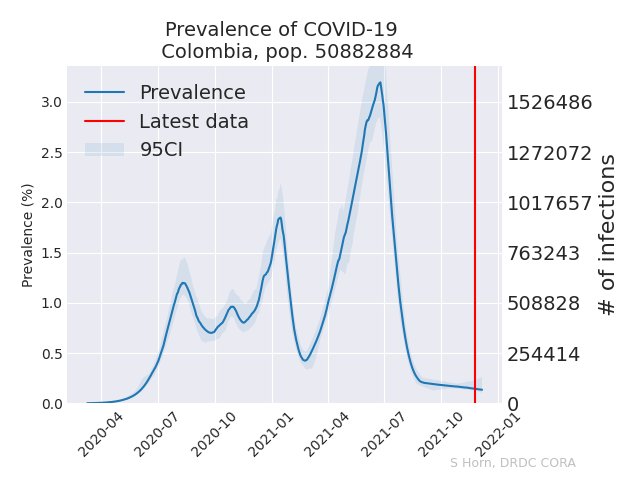 Prevalence of COVID-19
Colombia, pop. 50882884
Prevalence
Latest data
95CI
Prevalence (%)
3.0
2.5
2.0
1.5
1.0
0.5
0.0
1526486
1272072
1017657
763243
508828
254414
0
# of infections
2020-04
2020-07
2020-10
2021-01
2021-04
2021-07
2021-10
2022-01
S Horn, DRDC CORA